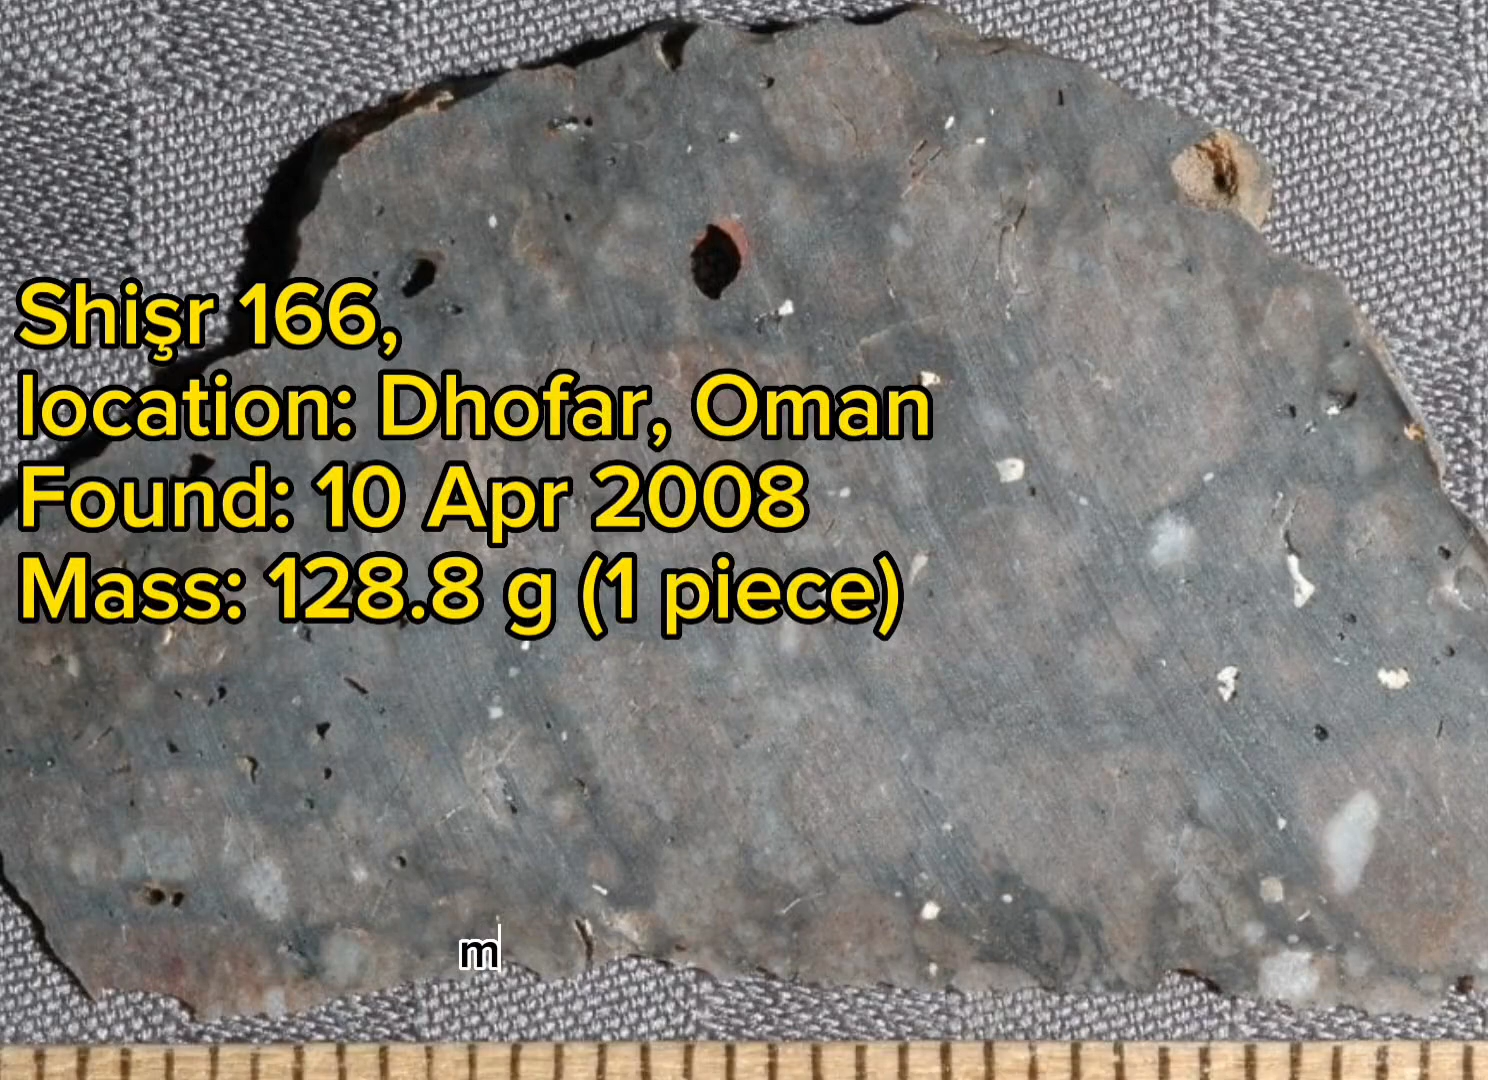 Shişr 166,
location: Dhofar, Oman
Found: 10 Apr 2008
Mass: 128.8 g (1 piece)
m